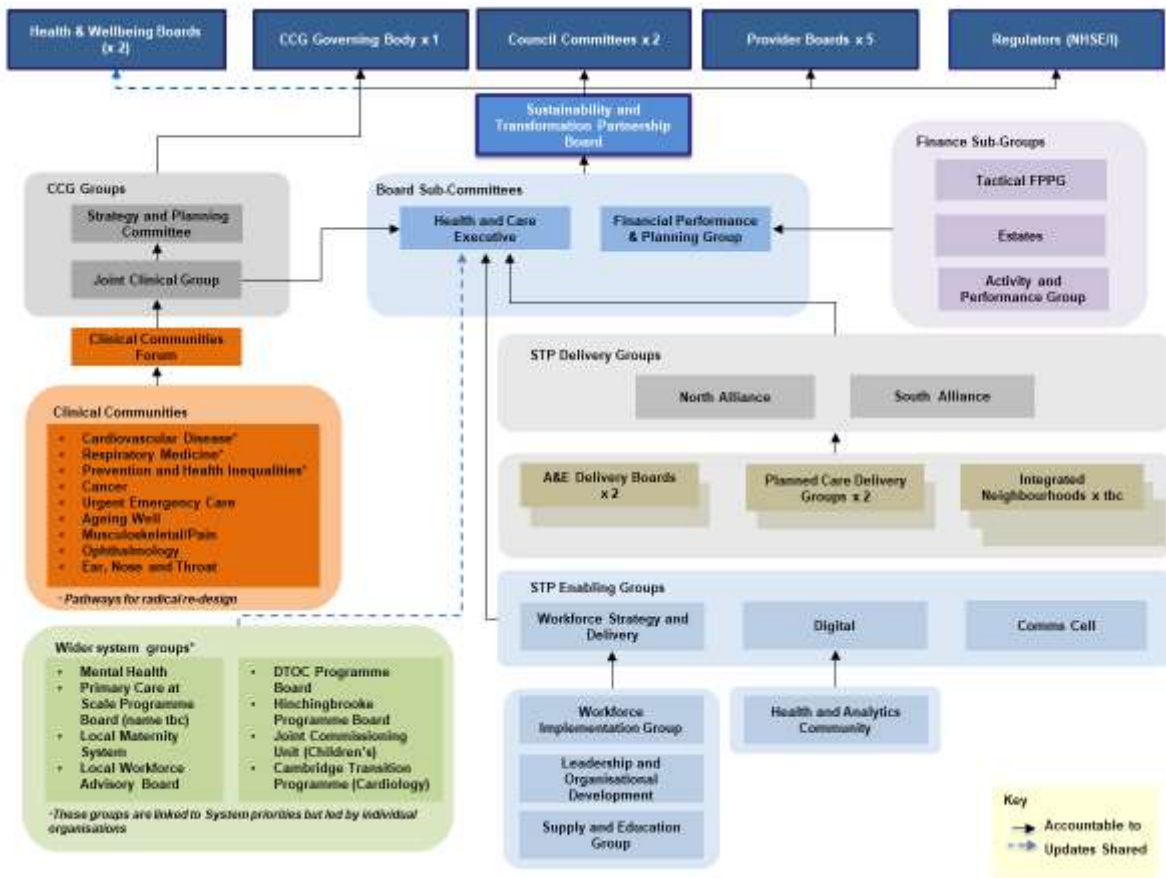 Health & Wellbeing Boards
(x 2)
CCG Governing Body x 1
Council Committees x 2
Provider Boards x 5
Regulators (NHSE/I)
Sustainability and
Transformation Partnership
Board
Finance Sub-Groups
Tactical FPPG
Estates
Activity and
Performance Group
CCG Groups
Strategy and Planning
Committee
Joint Clinical Group
Board Sub-Committees
Health and Care
Executive
Financial Performance
& Planning Group
Clinical Communities
Forum
STP Delivery Groups
North Alliance
South Alliance
Clinical Communities
• Cardiovascular Disease*
• Respiratory Medicine*
• Prevention and Health Inequalities*
• Cancer
• Urgent Emergency Care
• Ageing Well
• Musculoskeletal/Pain
• Ophthalmology
• Ear, Nose and Throat
*Pathways for radical re-design
A&E Delivery Boards
x 2
Planned Care Delivery
Groups x 2
Integrated
Neighbourhoods x tbc
STP Enabling Groups
Workforce Strategy and
Delivery
Digital
Comms Cell
Wider system groups*
• Mental Health
• Primary Care at
Scale Programme
Board (name tbc)
• Local Maternity
System
• Local Workforce
Advisory Board
• DTOC Programme
Board
• Hinchingbrooke
Programme Board
• Joint Commissioning
Unit (Children's)
• Cambridge Transition
Programme (Cardiology)
*These groups are linked to System priorities but led by individual
organisations
Workforce
Implementation Group
Leadership and
Organisational
Development
Supply and Education
Group
Health and Analytics
Community
Key
Accountable to
Updates Shared